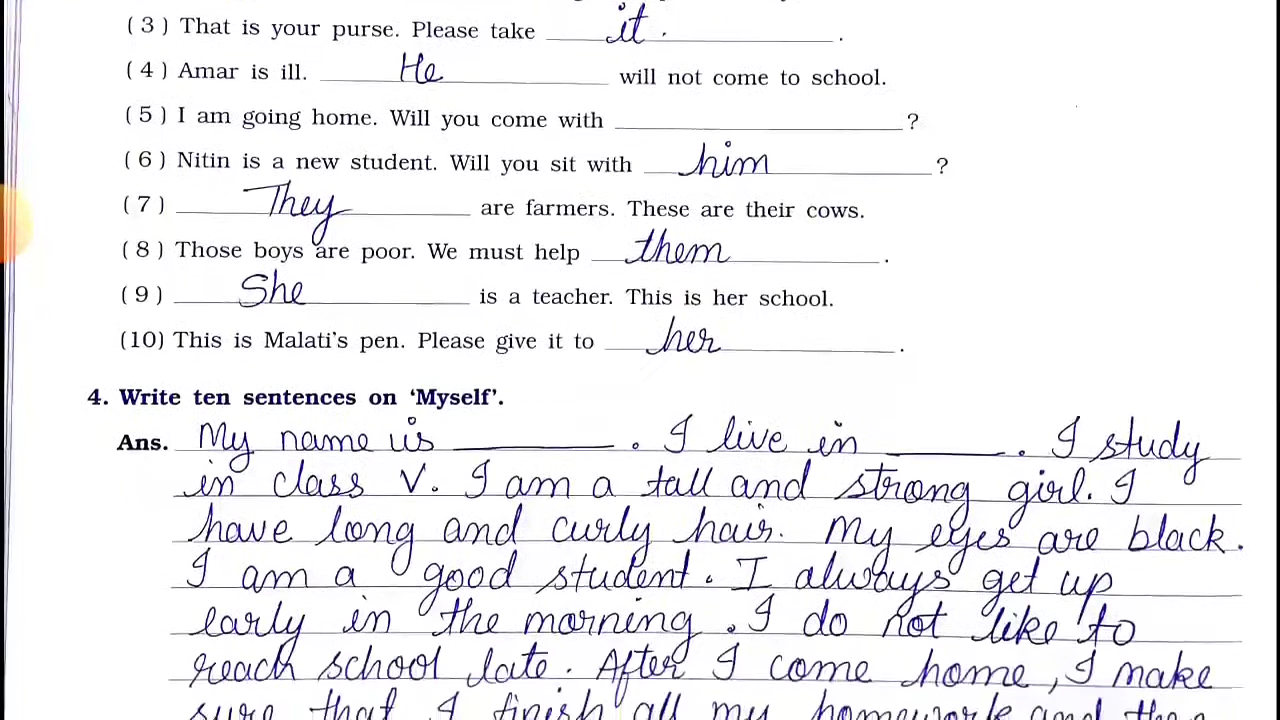 (3) That is your purse. Please take it. .
(4) Amar is ill. He will not come to school.
(5) I am going home. Will you come with ?
(6) Nitin is a new student. Will you sit with him ?
(7) They are farmers. These are their cows.
(8) Those boys are poor. We must help them .
(9) She is a teacher. This is her school.
(10) This is Malati's pen. Please give it to her .
4. Write ten sentences on 'Myself'.
Ans. My name is ______ . I live in ______ . I study
in class V. I am a tall and strong girl. I
have long and curly hair. My eyes are black.
I am a good student. I always get up
early in the morning. I do not like to
reach school late. After I come home, I make
sure that I finish all my homework and then